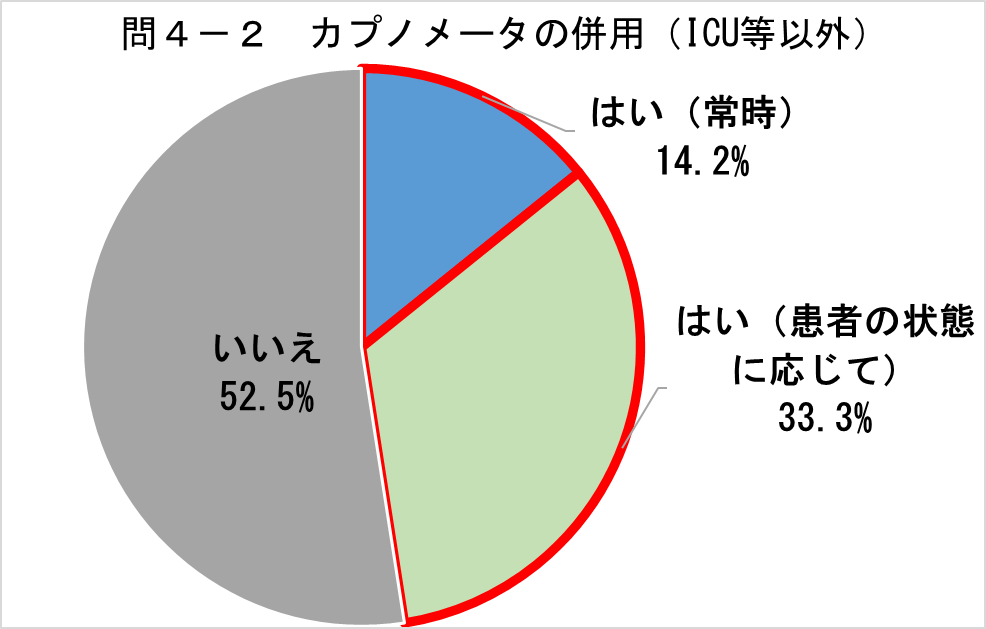 問４－２　カプノメータの併用（ICU等以外）
はい（常時）
14.2%
はい（患者の状態
に応じて）
33.3%
いいえ
52.5%